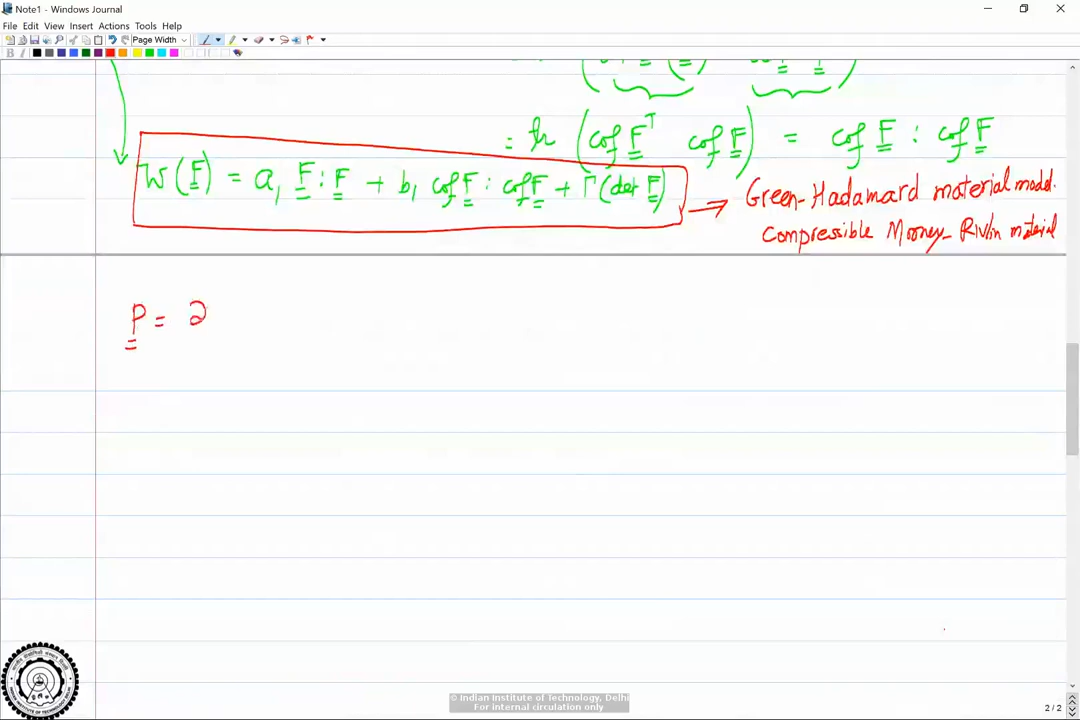 Note1 - Windows Journal
File Edit View Insert Actions Tools Help
Page Width
= tr (cof F^T cof F) = cof F : cof F
W(F) = a₁ F : F + b₁ cof F : cof F + Γ(det F)
Green-Hadamard material model.
Compressible Mooney-Rivlin material
P = ∂
© Indian Institute of Technology, Delhi
For internal circulation only
2 / 2